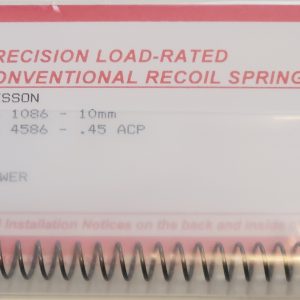 RECISION LOAD-RATED
ONVENTIONAL RECOIL SPRING
SSON
1086 - 10mm
4586 - .45 ACP
WER
Installation Notices on the back and inside